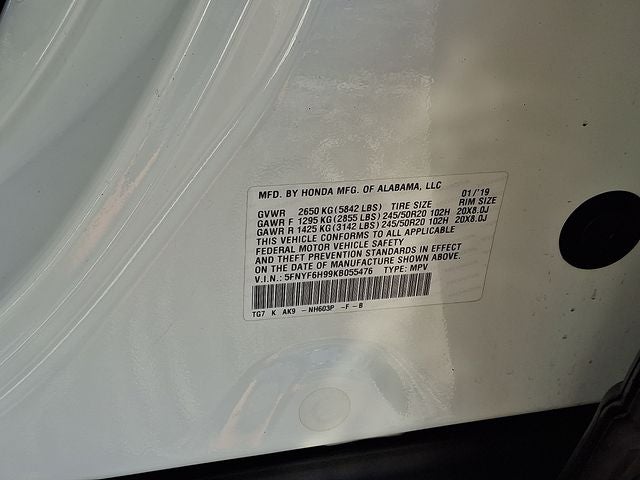 MFD. BY HONDA MFG. OF ALABAMA, LLC 01/'19
GVWR 2650 KG(5842 LBS) TIRE SIZE RIM SIZE
GAWR F 1295 KG(2855 LBS) 245/50R20 102H 20X8.0J
GAWR R 1425 KG(3142 LBS) 245/50R20 102H 20X8.0J
THIS VEHICLE CONFORMS TO ALL APPLICABLE
FEDERAL MOTOR VEHICLE SAFETY
AND THEFT PREVENTION STANDARDS IN EFFECT
ON THE DATE OF MANUFACTURE SHOWN ABOVE.
V.I.N.: 5FNYF6H99KB055476 TYPE: MPV
TG7 K AK9 -NH603P -F-B